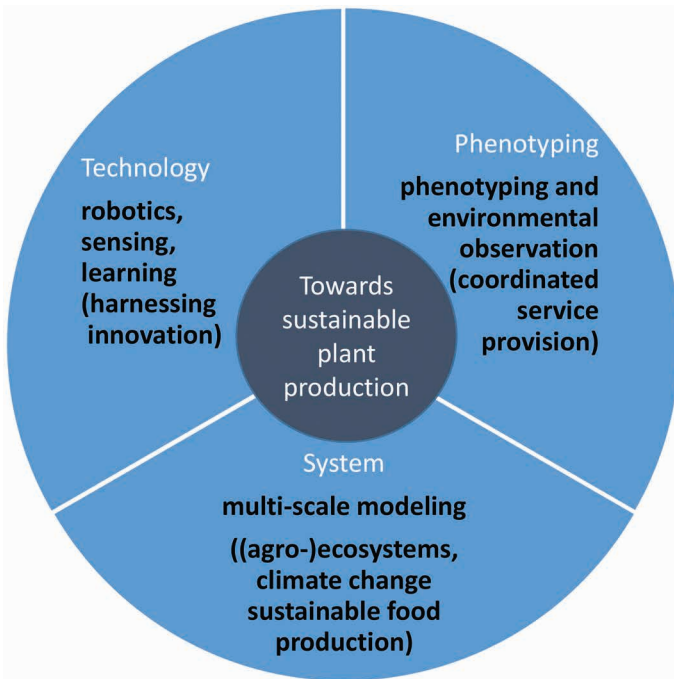 Technology
robotics,
sensing,
learning
(harnessing
innovation)
Phenotyping
phenotyping and
environmental
observation
(coordinated
service
provision)
Towards
sustainable
plant
production
System
multi-scale modeling
((agro-)ecosystems,
climate change
sustainable food
production)